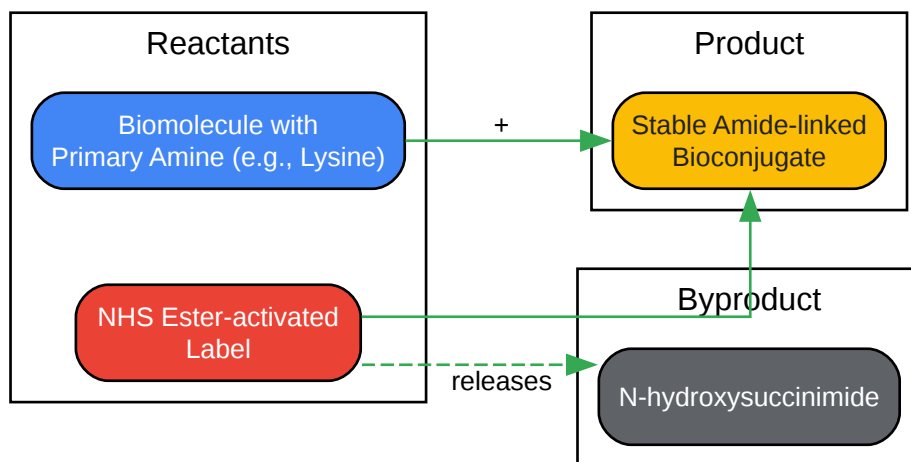 Reactants
Biomolecule with
Primary Amine (e.g., Lysine)
+
Product
Stable Amide-linked
Bioconjugate
NHS Ester-activated
Label
releases
Byproduct
N-hydroxysuccinimide